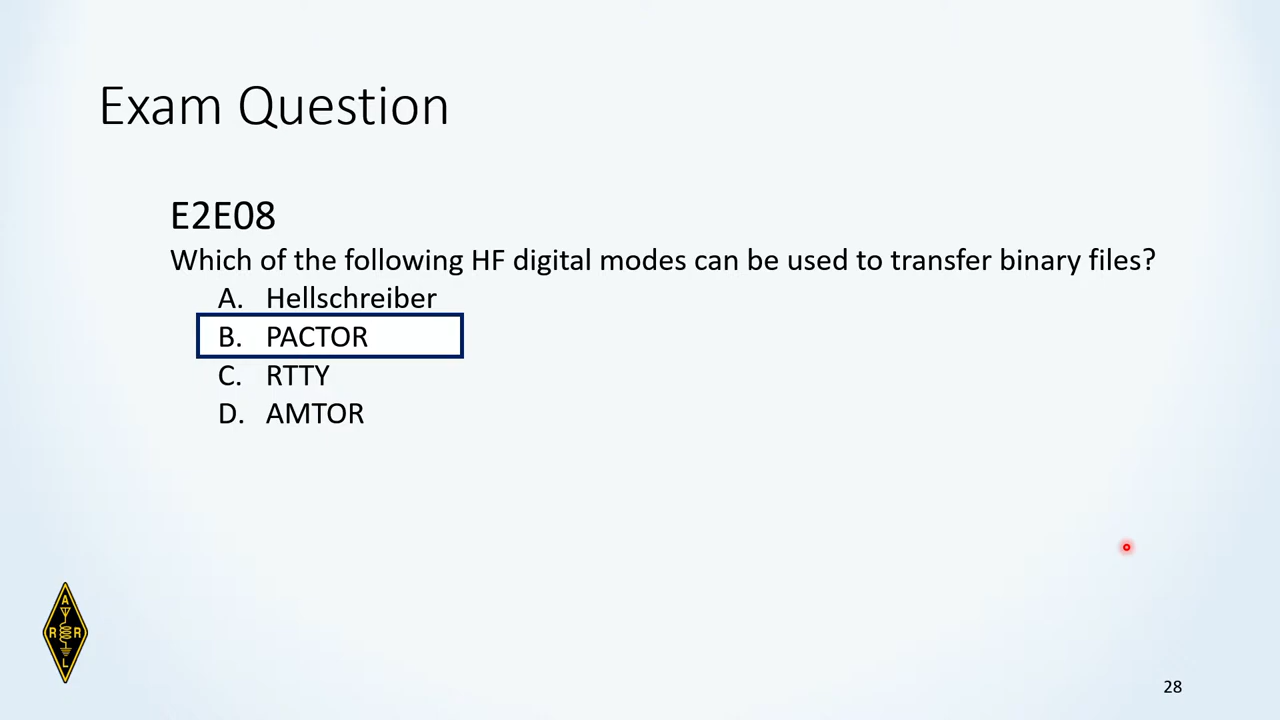 Exam Question
E2E08
Which of the following HF digital modes can be used to transfer binary files?
A. Hellschreiber
B. PACTOR
C. RTTY
D. AMTOR
A
R R
L
28